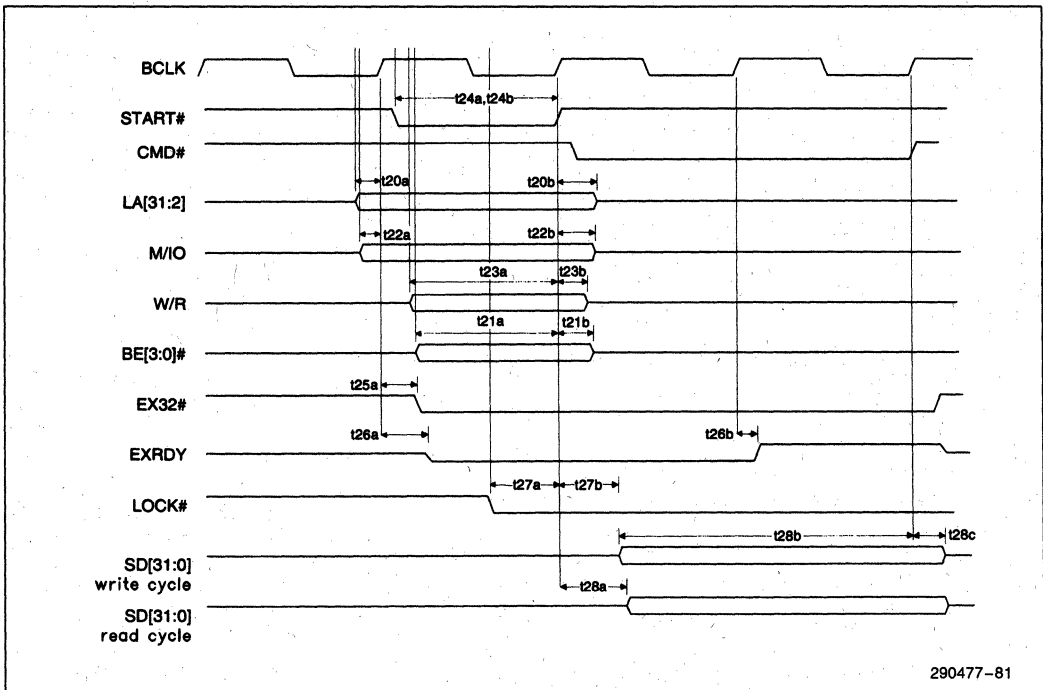 BCLK
t24a,t24b
START#
CMD#
t20a
t20b
LA[31:2]
t22a
t22b
M/IO
t23a
t23b
W/R
t21a
t21b
BE[3:0]#
t25a
EX32#
t26a
t26b
EXRDY
t27a
t27b
LOCK#
t28b
t28c
SD[31:0]
write cycle
t28a
SD[31:0]
read cycle
290477-81